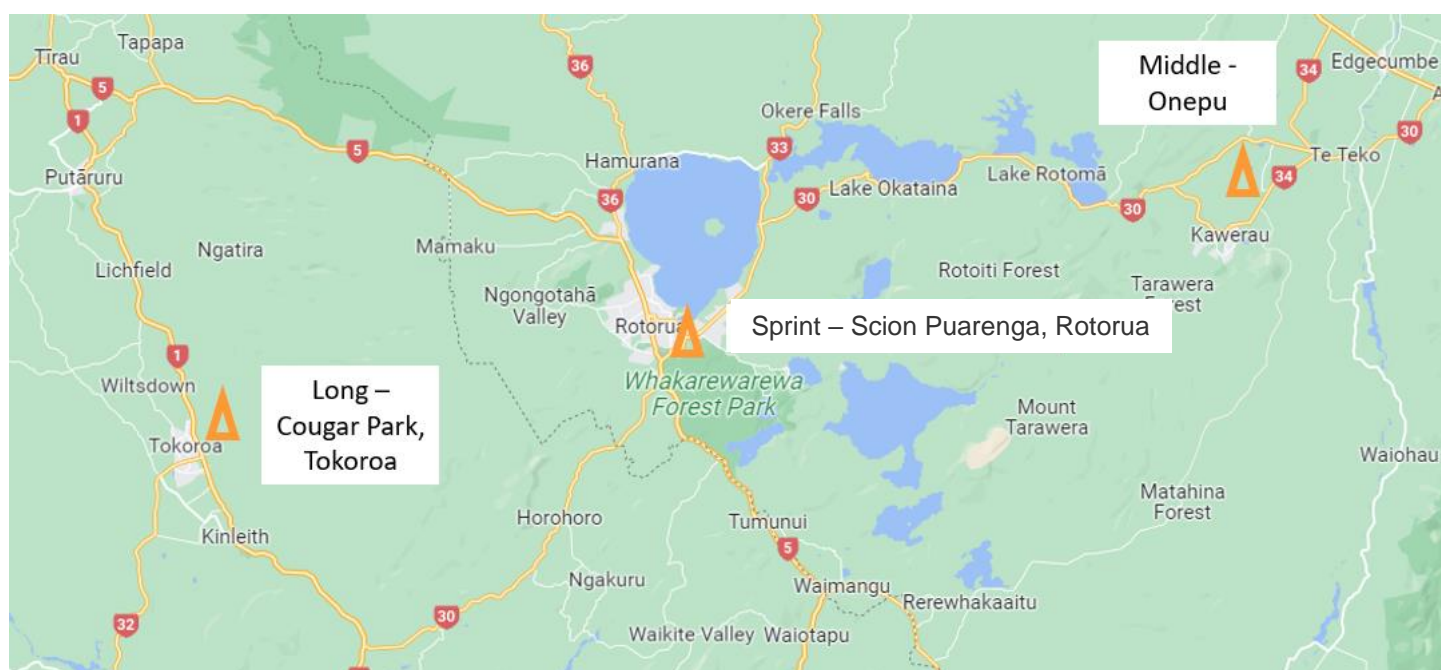 Tīrau
Tapapa
5
1
Putāruru
Lichfield
Ngatira
1
Wiltsdown
Tokoroa
Kinleith
32
Long –
Cougar Park,
Tokoroa
5
36
Hamurana
36
Mamaku
Ngongotahā
Valley
Rotorua
Sprint – Scion Puarenga, Rotorua
Whakarewarewa
Forest Park
Okere Falls
33
30
Lake Okataina
Lake Rotomā
30
Middle -
Onepu
34
Edgecumbe
A
30
Te Teko
34
Kawerau
Rotoiti Forest
Tarawera
Forest
Mount
Tarawera
Waiohau
Matahina
Forest
Horohoro
Tumunui
5
Ngakuru
Waimangu
Rerewhakaaitu
30
Waikite Valley
Waiotapu